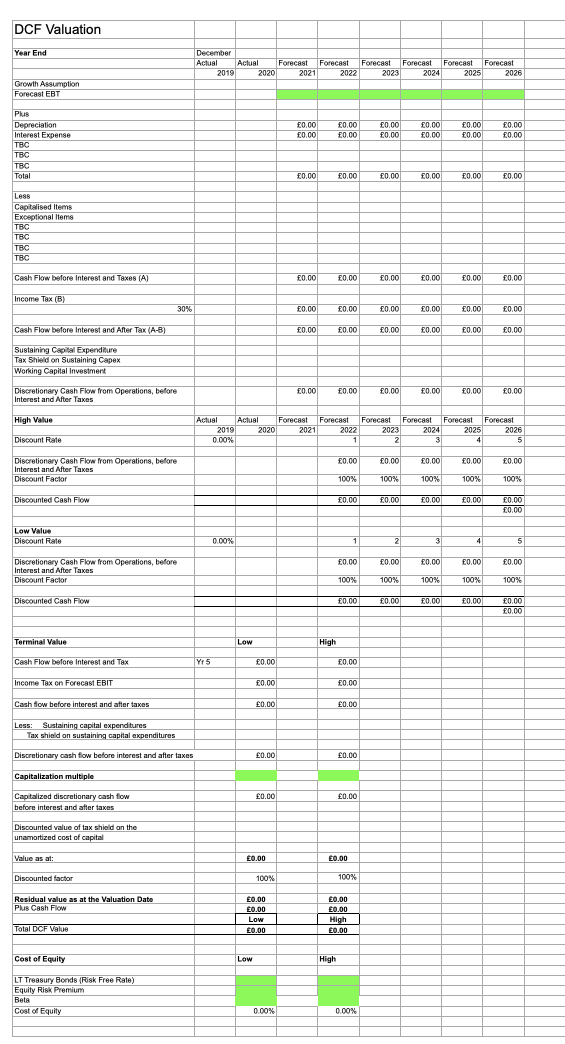 DCF Valuation
Year End December
Actual Actual Forecast Forecast Forecast Forecast Forecast Forecast
2019 2020 2021 2022 2023 2024 2025 2026
Growth Assumption
Forecast EBT
Plus
Depreciation £0.00 £0.00 £0.00 £0.00 £0.00 £0.00
Interest Expense £0.00 £0.00 £0.00 £0.00 £0.00 £0.00
TBC
TBC
TBC
Total £0.00 £0.00 £0.00 £0.00 £0.00 £0.00
Less
Capitalised Items
Exceptional Items
TBC
TBC
TBC
TBC
Cash Flow before Interest and Taxes (A) £0.00 £0.00 £0.00 £0.00 £0.00 £0.00
Income Tax (B)
30% £0.00 £0.00 £0.00 £0.00 £0.00 £0.00
Cash Flow before Interest and After Tax (A-B) £0.00 £0.00 £0.00 £0.00 £0.00 £0.00
Sustaining Capital Expenditure
Tax Shield on Sustaining Capex
Working Capital Investment
Discretionary Cash Flow from Operations, before £0.00 £0.00 £0.00 £0.00 £0.00 £0.00
Interest and After Taxes
High Value Actual Actual Forecast Forecast Forecast Forecast Forecast Forecast
2019 2020 2021 2022 2023 2024 2025 2026
Discount Rate 0.00% 1 2 3 4 5
Discretionary Cash Flow from Operations, before £0.00 £0.00 £0.00 £0.00 £0.00
Interest and After Taxes
Discount Factor 100% 100% 100% 100% 100%
Discounted Cash Flow £0.00 £0.00 £0.00 £0.00 £0.00
£0.00
Low Value
Discount Rate 0.00% 1 2 3 4 5
Discretionary Cash Flow from Operations, before £0.00 £0.00 £0.00 £0.00 £0.00
Interest and After Taxes
Discount Factor 100% 100% 100% 100% 100%
Discounted Cash Flow £0.00 £0.00 £0.00 £0.00 £0.00
£0.00
Terminal Value Low High
Cash Flow before Interest and Tax Yr 5 £0.00 £0.00
Income Tax on Forecast EBIT £0.00 £0.00
Cash flow before interest and after taxes £0.00 £0.00
Less: Sustaining capital expenditures
Tax shield on sustaining capital expenditures
Discretionary cash flow before interest and after taxes £0.00 £0.00
Capitalization multiple
Capitalized discretionary cash flow £0.00 £0.00
before interest and after taxes
Discounted value of tax shield on the
unamortized cost of capital
Value as at: £0.00 £0.00
Discounted factor 100% 100%
Residual value as at the Valuation Date £0.00 £0.00
Plus Cash Flow £0.00 £0.00
Low High
Total DCF Value £0.00 £0.00
Cost of Equity Low High
LT Treasury Bonds (Risk Free Rate)
Equity Risk Premium
Beta
Cost of Equity 0.00% 0.00%